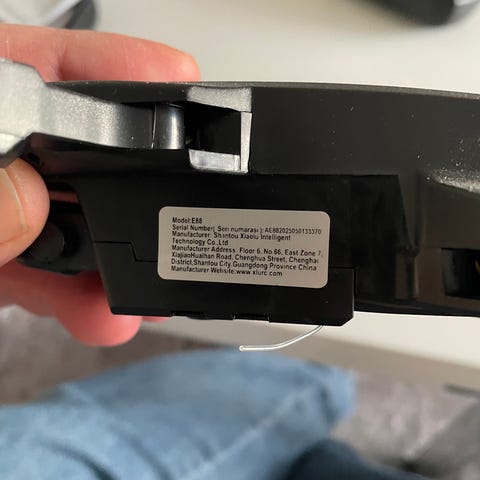 Model:E88
Serial Number( Seri numarası ):AE882025050133370
Manufacturer: Shantou Xiaolu Intelligent
Technology Co.,Ltd
Manufacturer Address: Floor 6, No.66, East Zone 7,
XiajiaoHuaihan Road, Chenghua Street, Chenghai
District,Shantou City,Guangdong Province,China
Manufacturer Website:www.xlurc.com